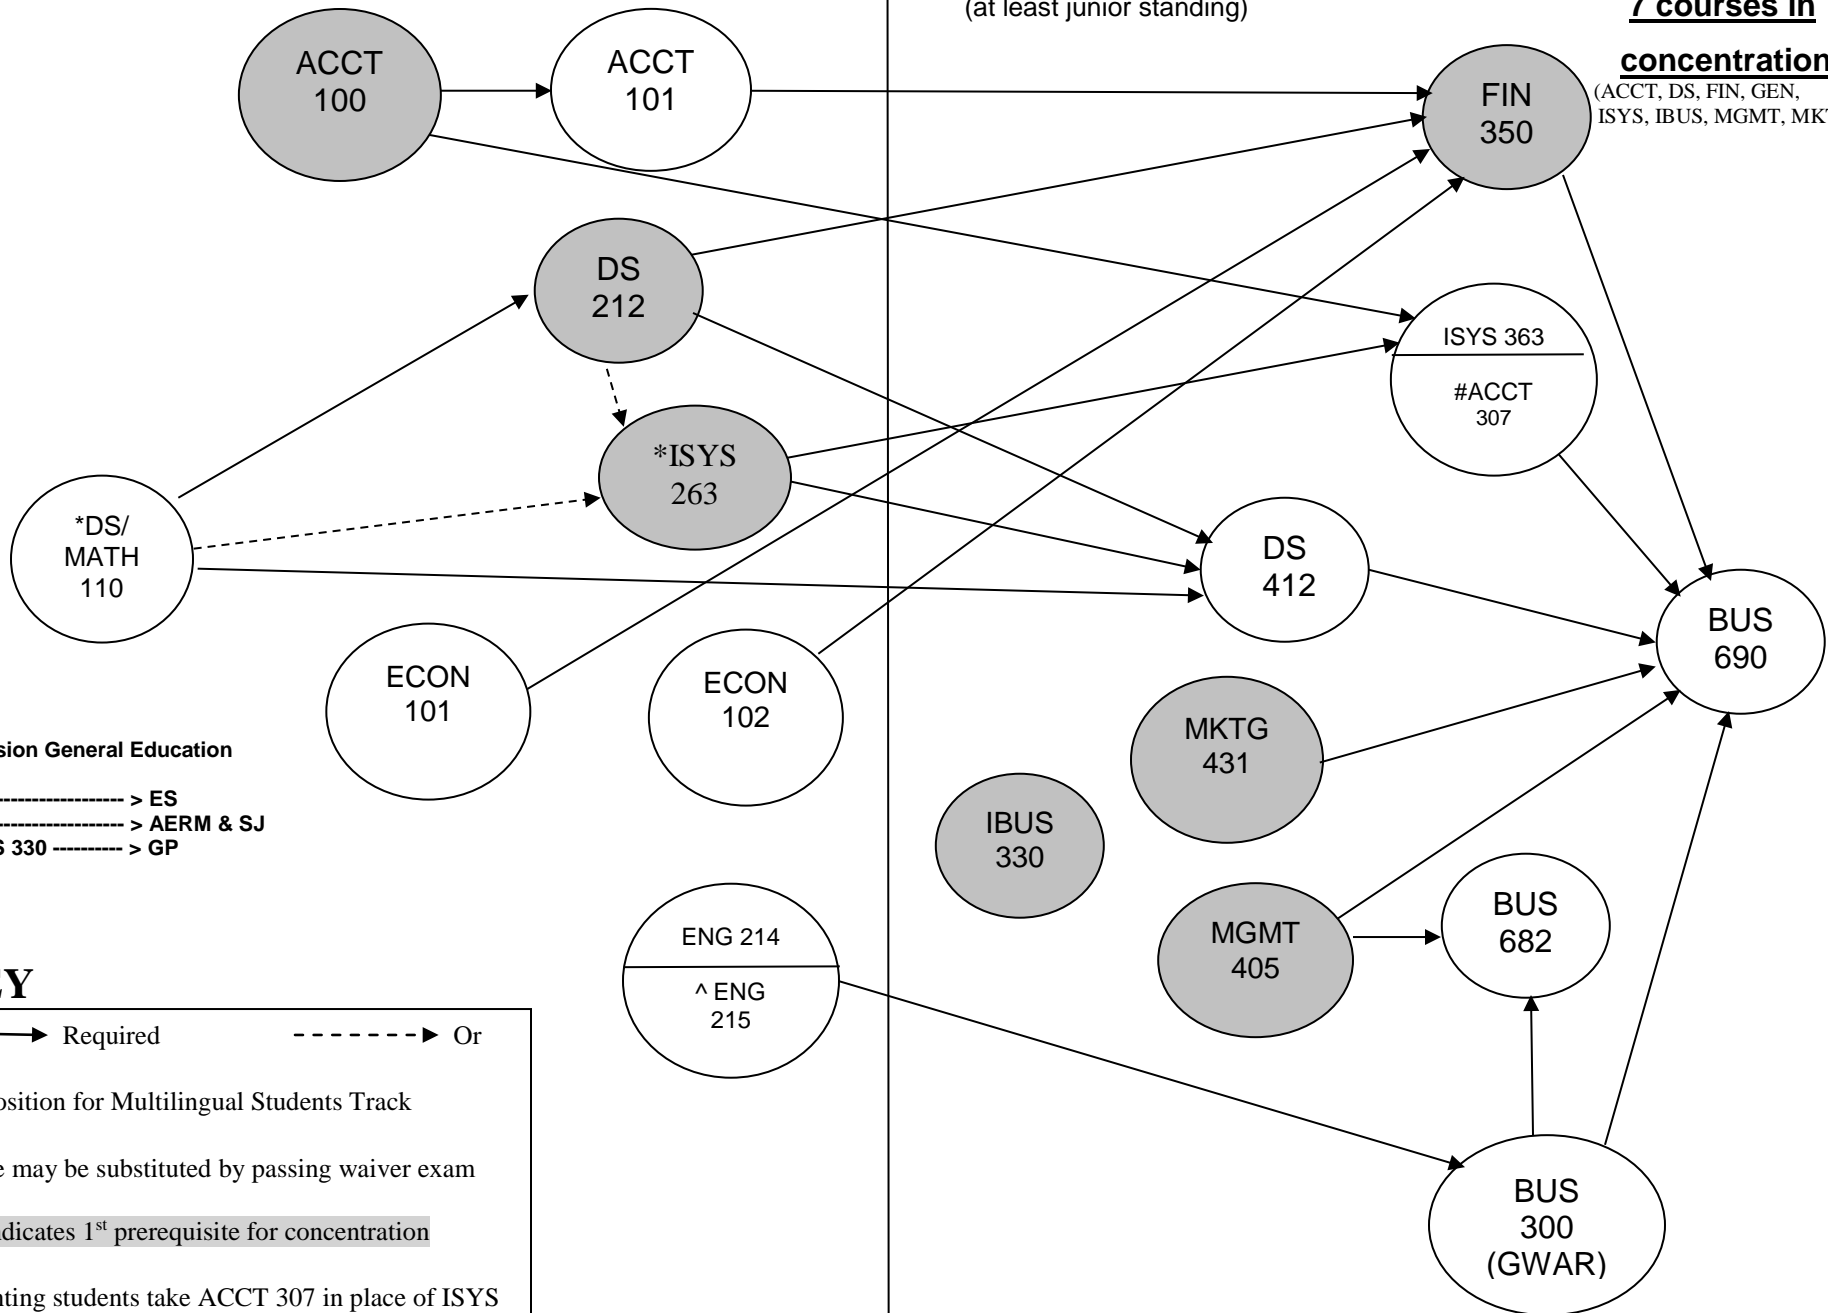 (at least junior standing)
7 courses in
concentration
(ACCT, DS, FIN, GEN,
ISYS, IBUS, MGMT, MKT
ACCT
100
ACCT
101
FIN
350
DS
212
ISYS 363
#ACCT
307
*ISYS
263
*DS/
MATH
110
DS
412
BUS
690
ECON
101
ECON
102
MKTG
431
IBUS
330
sion General Education
------------------- > ES
------------------- > AERM & SJ
S 330 ---------- > GP
ENG 214
^ ENG
215
MGMT
405
BUS
682
BUS
300
(GWAR)
EY
Required
Or
osition for Multilingual Students Track
e may be substituted by passing waiver exam
ndicates 1st prerequisite for concentration
nting students take ACCT 307 in place of ISYS